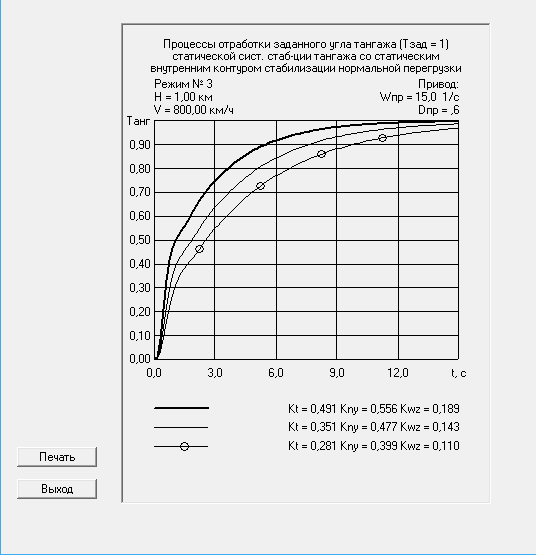 Процессы отработки заданного угла тангажа (Тзад = 1)
статической сист. стаб-ции тангажа со статическим
внутренним контуром стабилизации нормальной перегрузки
Режим № 3 Привод:
H = 1,00 км Wпр = 15,0 1/с
V = 800,00 км/ч Dпр = ,6
Танг
0,90
0,80
0,70
0,60
0,50
0,40
0,30
0,20
0,10
0,00
0,0 3,0 6,0 9,0 12,0 t, с
Kt = 0,491 Kny = 0,556 Kwz = 0,189
Kt = 0,351 Kny = 0,477 Kwz = 0,143
Kt = 0,281 Kny = 0,399 Kwz = 0,110
Печать
Выход